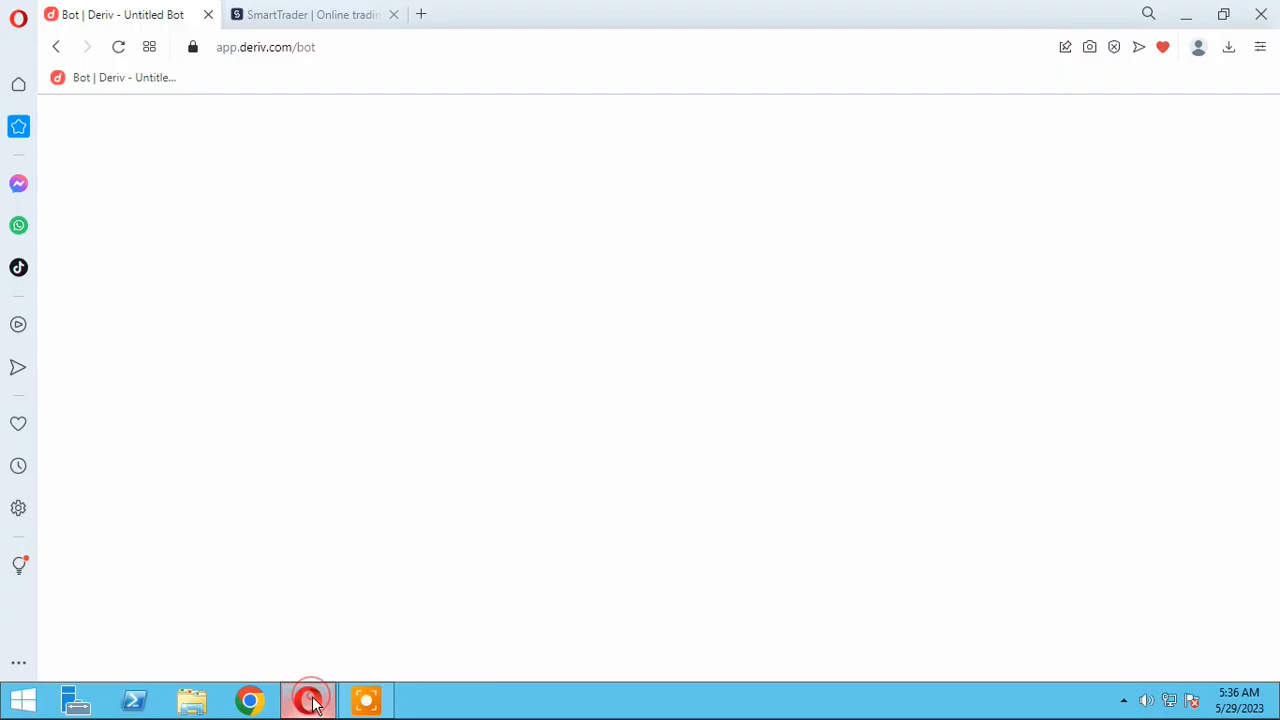 Bot | Deriv - Untitled Bot
SmartTrader | Online tradin
app.deriv.com/bot
Bot | Deriv - Untitle...
5:36 AM
5/29/2023